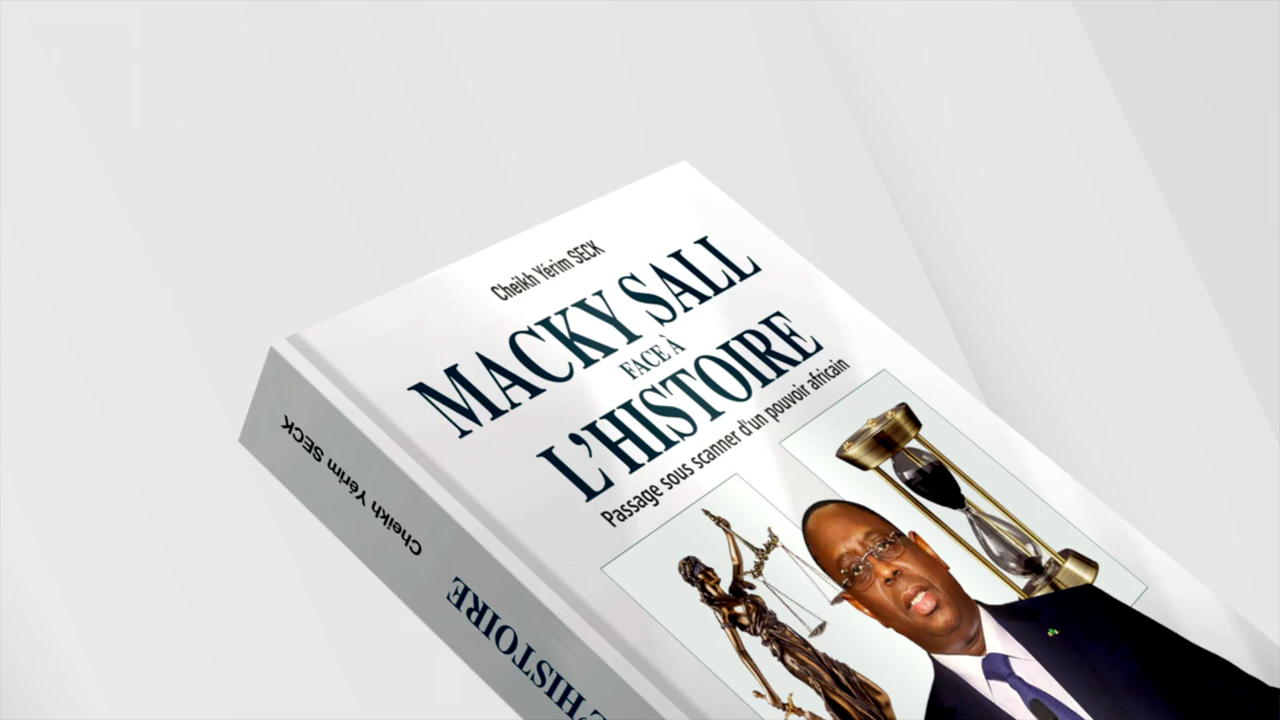 Cheikh Yérim SECK
MACKY SALL
FACE À
L'HISTOIRE
Passage sous scanner d'un pouvoir africain
Cheikh Yérim SECK
L'HISTOIRE